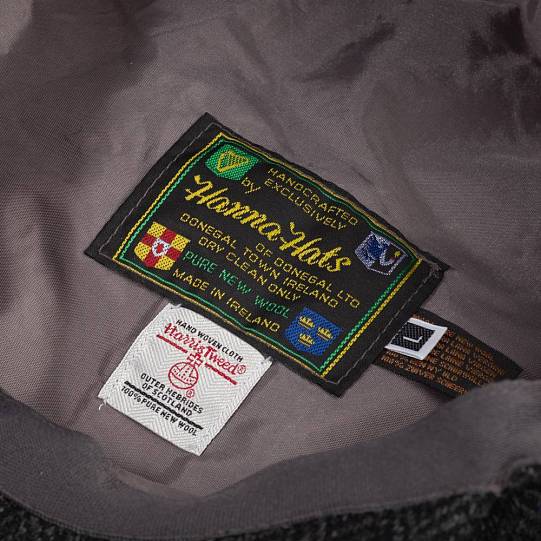 HANDCRAFTED
EXCLUSIVELY
by
Hanna Hats
OF DONEGAL LTD
DONEGAL TOWN IRELAND
DRY CLEAN ONLY
PURE NEW WOOL
MADE IN IRELAND
L
HAND WOVEN CLOTH
Harris Tweed®
®
OUTER HEBRIDES
OF SCOTLAND
100% PURE NEW WOOL